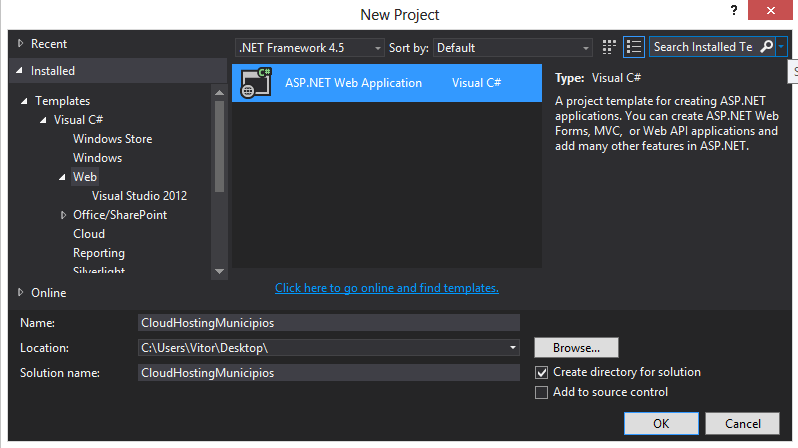 New Project
?
Recent
.NET Framework 4.5
Sort by: Default
Search Installed Te
Installed
Templates
Visual C#
Windows Store
Windows
Web
Visual Studio 2012
Office/SharePoint
Cloud
Reporting
Silverlight
Online
C#
ASP.NET Web Application Visual C#
Click here to go online and find templates.
Type: Visual C#
A project template for creating ASP.NET
applications. You can create ASP.NET Web
Forms, MVC, or Web API applications and
add many other features in ASP.NET.
Name: CloudHostingMunicipios
Location: C:\Users\Vitor\Desktop\
Browse...
Solution name: CloudHostingMunicipios
Create directory for solution
Add to source control
OK
Cancel